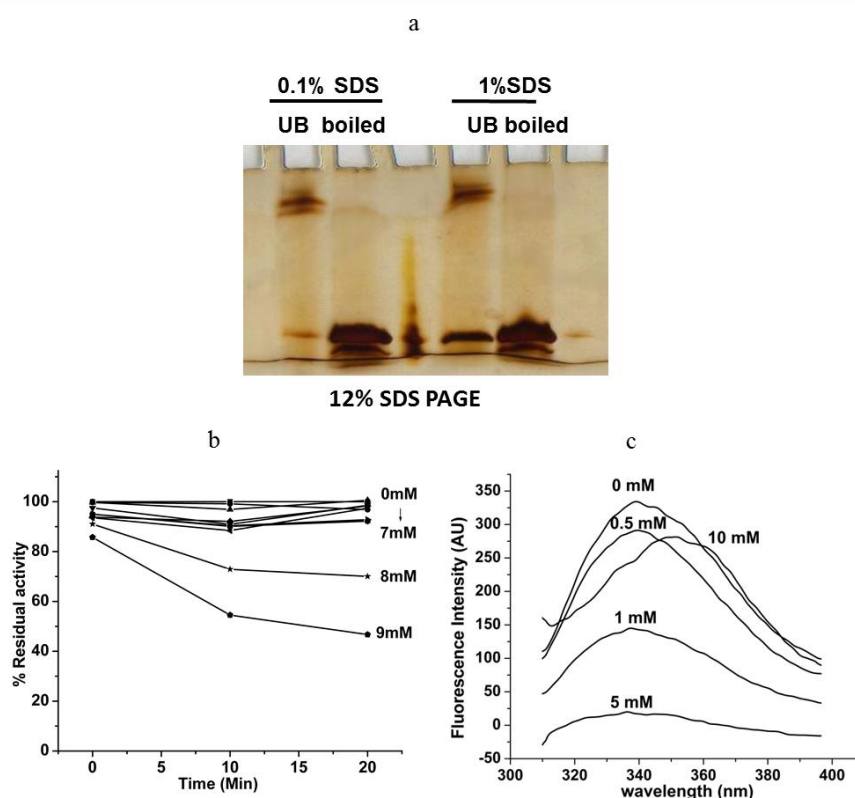 a
0.1% SDS 1%SDS
UB boiled UB boiled
12% SDS PAGE
b
% Residual activity
100
80
60
40
20
0
0mM
7mM
8mM
9mM
0 5 10 15 20
Time (Min)
c
Fluorescence Intensity (AU)
350
300
250
200
150
100
50
0
-50
0 mM
0.5 mM
10 mM
1 mM
5 mM
300 320 340 360 380 400
wavelength (nm)